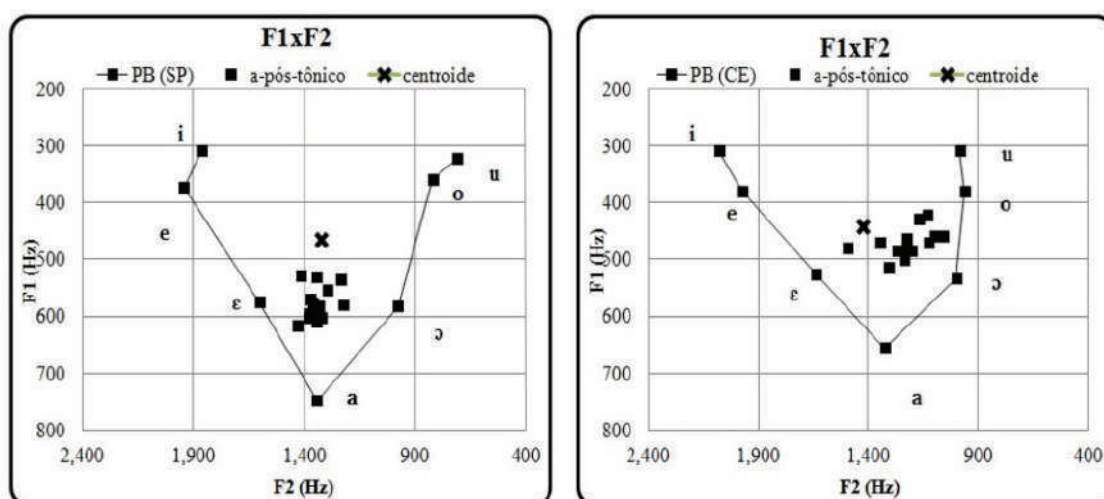 F1xF2
PB (SP) a-pós-tônico centroide
200
300
400
500
600
700
800
F1 (Hz)
i
e
ɛ
a
ɔ
o
u
2,400 1,900 1,400 900 400
F2 (Hz)
F1xF2
PB (CE) a-pós-tônico centroide
200
300
400
500
600
700
800
F1 (Hz)
i
e
ɛ
a
ɔ
o
u
2,400 1,900 1,400 900 400
F2 (Hz)